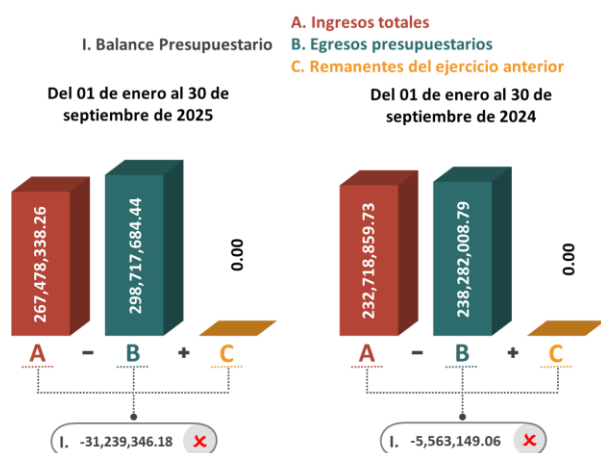 A. Ingresos totales
I. Balance Presupuestario
B. Egresos presupuestarios
C. Remanentes del ejercicio anterior
Del 01 de enero al 30 de
septiembre de 2025
267,478,338.26
298,717,684.44
0.00
A – B + C
I. -31,239,346.18 ✘
Del 01 de enero al 30 de
septiembre de 2024
232,718,859.73
238,282,008.79
0.00
A – B + C
I. -5,563,149.06 ✘